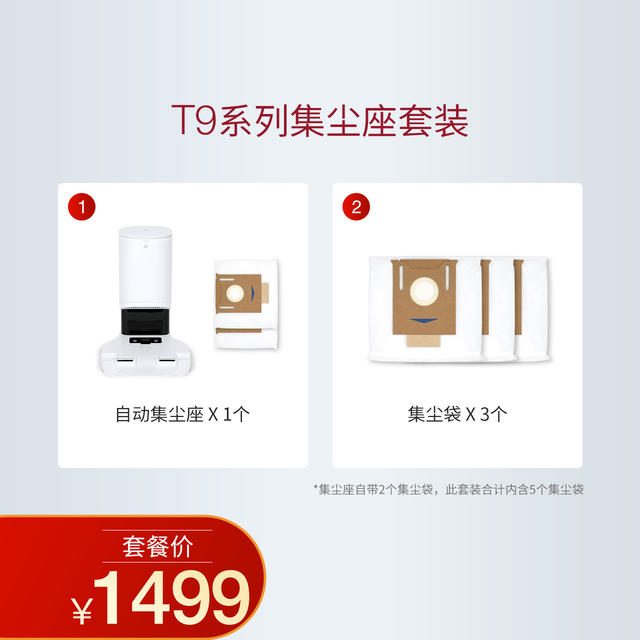 T9系列集尘座套装
1
2
自动集尘座 X 1个
集尘袋 X 3个
*集尘座自带2个集尘袋，此套装合计内含5个集尘袋
套餐价
¥1499